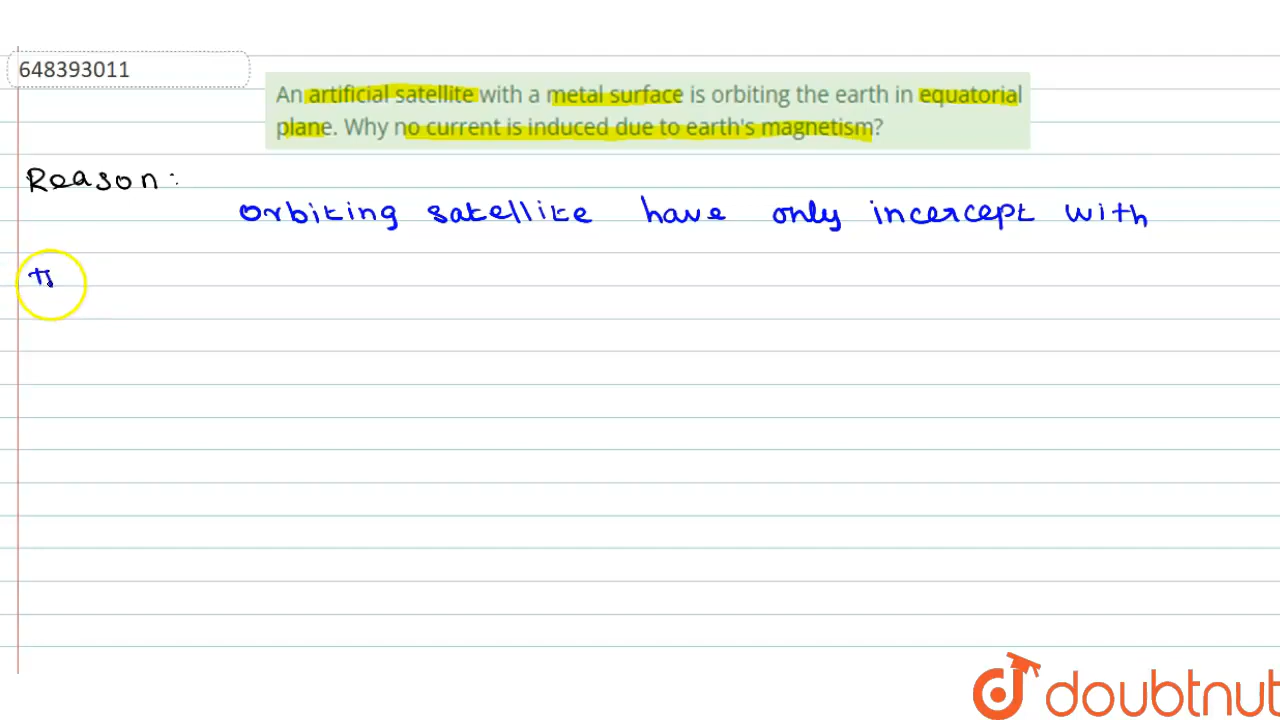 648393011
An artificial satellite with a metal surface is orbiting the earth in equatorial
plane. Why no current is induced due to earth's magnetism?
Reason:
Orbiting satellite have only incercept with
doubtnut